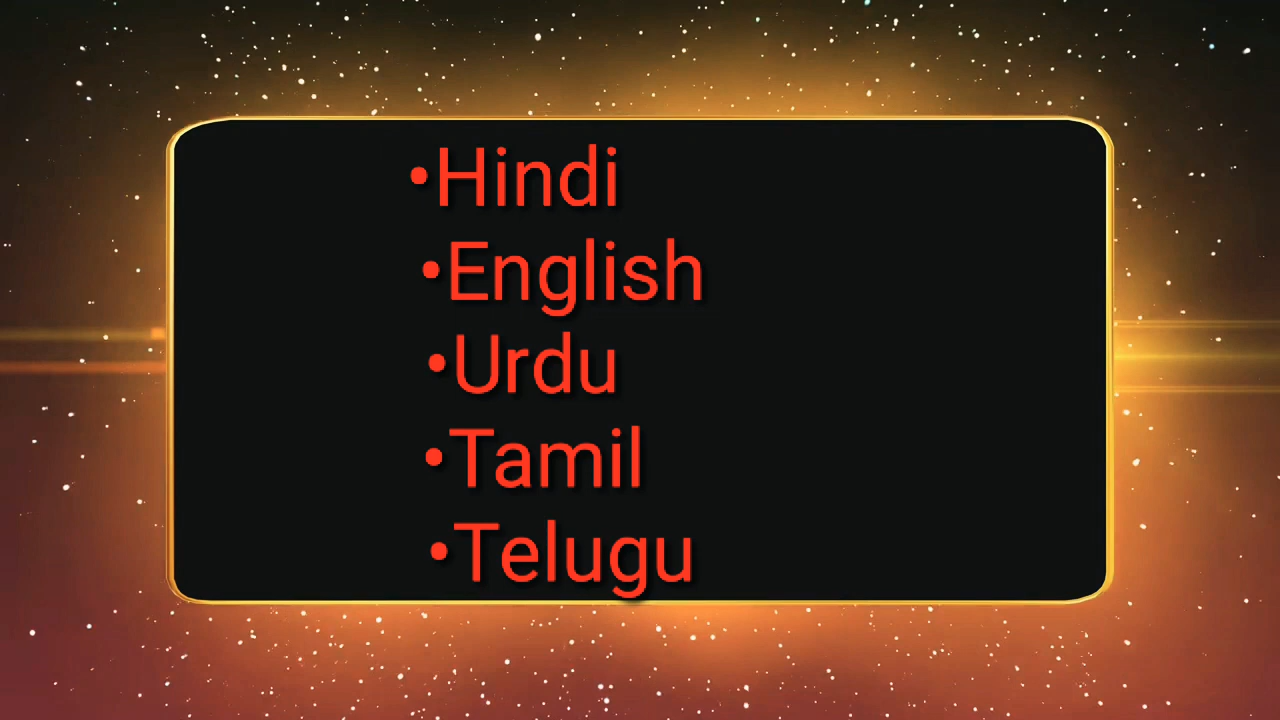 •Hindi
•English
•Urdu
•Tamil
•Telugu